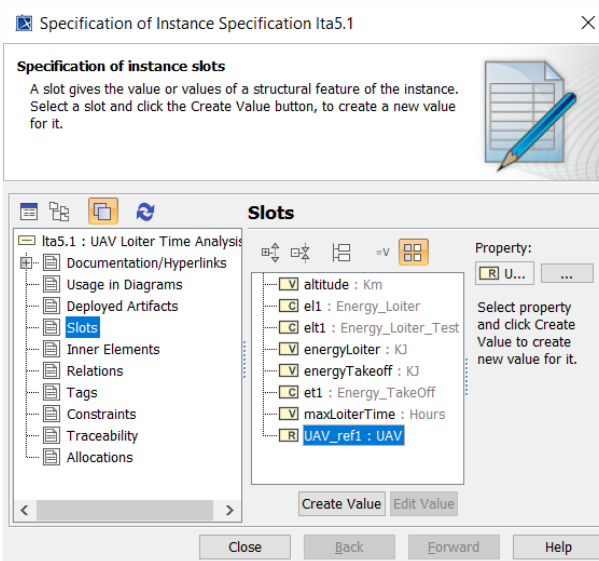 Specification of Instance Specification lta5.1
Specification of instance slots
A slot gives the value or values of a structural feature of the instance.
Select a slot and click the Create Value button, to create a new value
for it.
Slots
lta5.1 : UAV Loiter Time Analysis
Documentation/Hyperlinks
Usage in Diagrams
Deployed Artifacts
Slots
Inner Elements
Relations
Tags
Constraints
Traceability
Allocations
=V
V altitude : Km
C el1 : Energy_Loiter
C elt1 : Energy_Loiter_Test
V energyLoiter : KJ
V energyTakeoff : KJ
C et1 : Energy_TakeOff
V maxLoiterTime : Hours
R UAV_ref1 : UAV
Create Value Edit Value
Property:
R U... ...
Select property
and click Create
Value to create
new value for it.
Close Back Forward Help